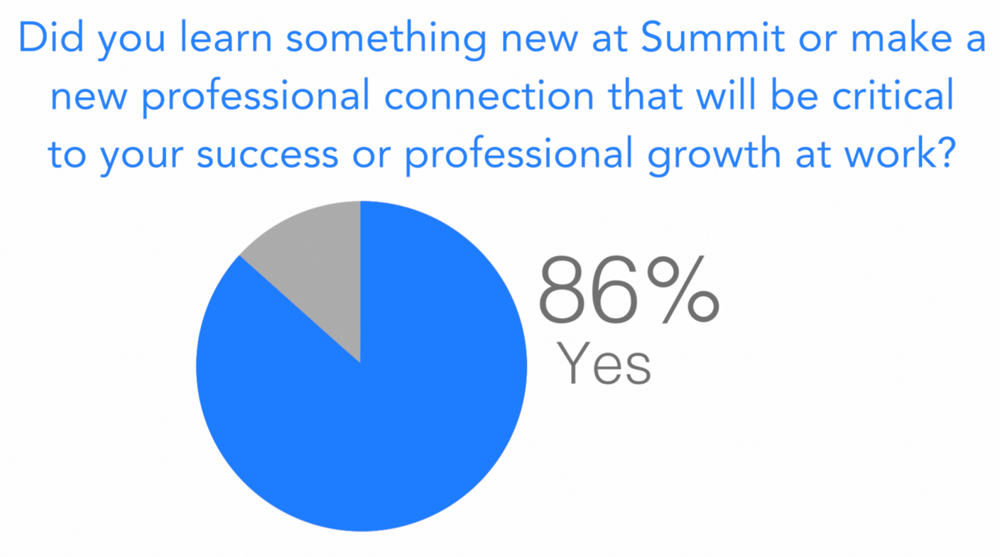 Did you learn something new at Summit or make a
new professional connection that will be critical
to your success or professional growth at work?
86%
Yes